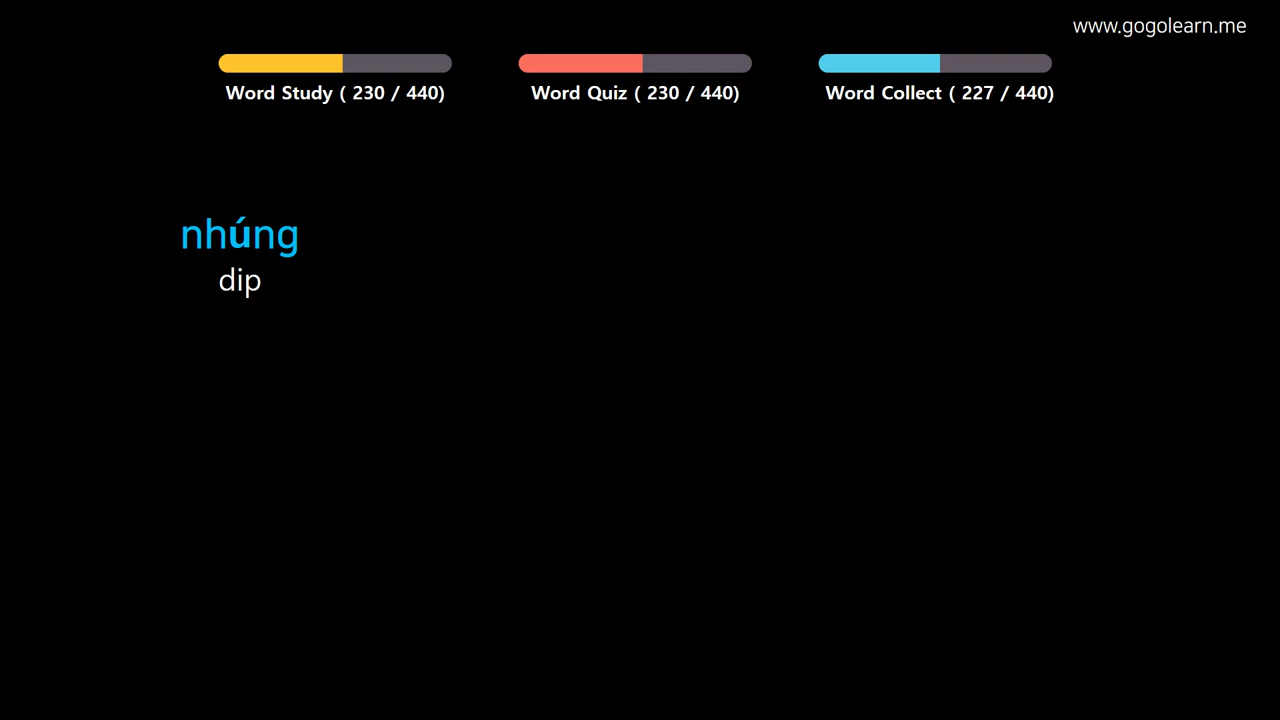 www.gogolearn.me
Word Study ( 230 / 440)
Word Quiz ( 230 / 440)
Word Collect ( 227 / 440)
nhúng
dip